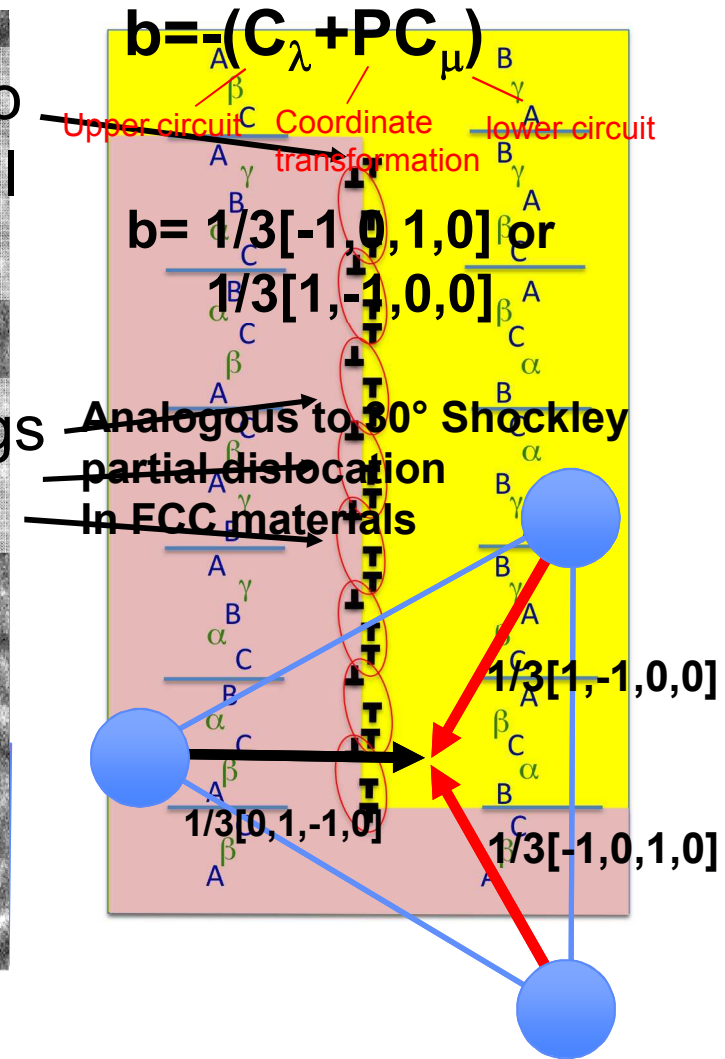 b=-(Cλ+PCμ)
Upper circuit
Coordinate
transformation
lower circuit
b= 1/3[-1,0,1,0] or
1/3[1,-1,0,0]
Analogous to 30° Shockley
partial dislocation
In FCC materials
1/3[1,-1,0,0]
1/3[0,1,-1,0]
1/3[-1,0,1,0]
gs
A
β
C
A
γ
B
α
C
B
α
C
β
A
C
β
A
γ
B
A
γ
B
α
C
B
α
C
β
A
β
A
B
γ
A
B
γ
A
β
C
A
β
C
α
B
C
α
B
γ
B
γ
A
β
C
A
β
C
α
B
C
β
A